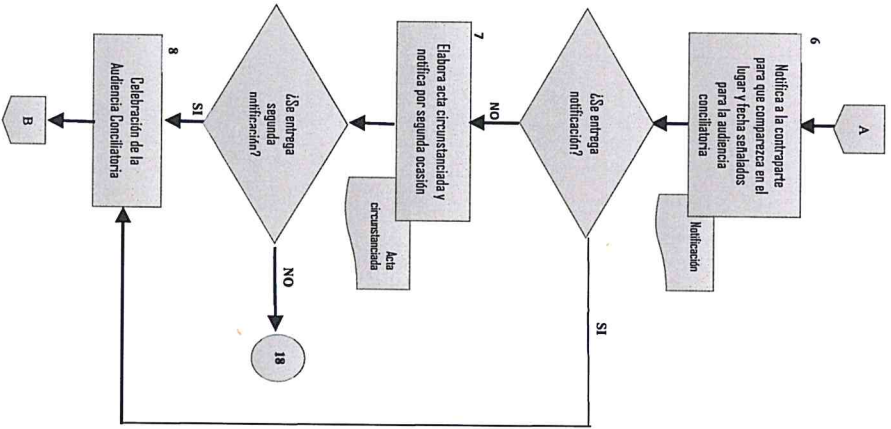 A
6
Notifica a la contraparte
para que comparezca en el
lugar y fecha señalados
para la audiencia
conciliatoria
Notificación
¿Se entrega
notificación?
SI
NO
7
Elabora acta circunstanciada y
notifica por segunda ocasión
Acta
circunstanciada
¿Se entrega
segunda
notificación?
NO
18
SI
8
Celebración de la
Audiencia Conciliatoria
B